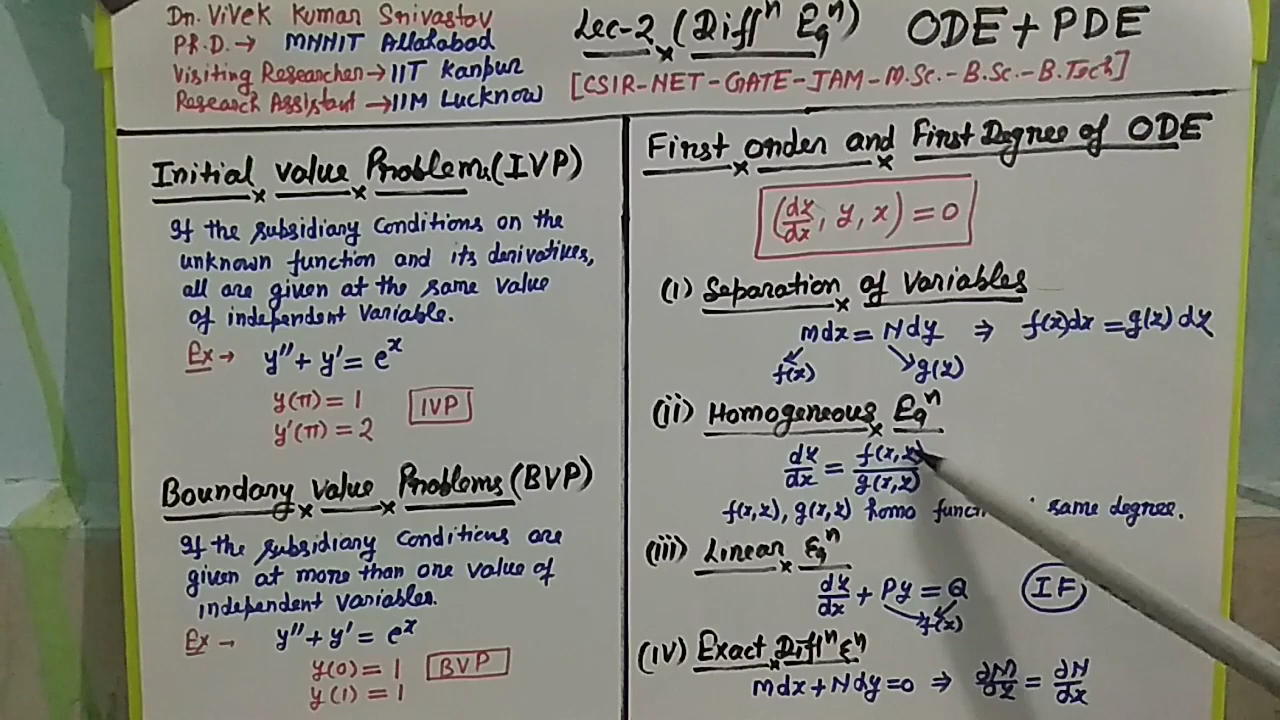 Dr. Vivek Kumar Srivastav
P.R.D. → MNNIT Allahabad
Visiting Researcher → IIT Kanpur
Research Assistant → IIM Lucknow
Lec-2 (Diffⁿ Eqⁿ) ODE + PDE
[CSIR-NET-GATE-JAM-M.Sc.-B.Sc.-B.Tech]
Initial value Problems (IVP)
If the subsidiary conditions on the
unknown function and its derivatives,
all are given at the same value
of independent variable.
Ex → y'' + y' = eˣ
y(π) = 1
y'(π) = 2
IVP
Boundary value Problems (BVP)
If the subsidiary conditions are
given at more than one value of
independent variables.
Ex → y'' + y' = eˣ
y(0) = 1
y(1) = 1
BVP
First order and First Degree of ODE
(dy/dx, y, x) = 0
(i) Separation of Variables
mdx = Ndy ⇒ f(x)dx = g(y)dy
f(x) g(y)
(ii) Homogeneous Eqⁿ
dy/dx = f(x,y)/g(x,y)
f(x,y), g(x,y) homo same degree.
(iii) Linear Eqⁿ
dy/dx + Py = Q
f(x)
IF
(iv) Exact Difflⁿ Eⁿ
mdx + Ndy = 0 ⇒ ∂M/∂y = ∂N/∂x